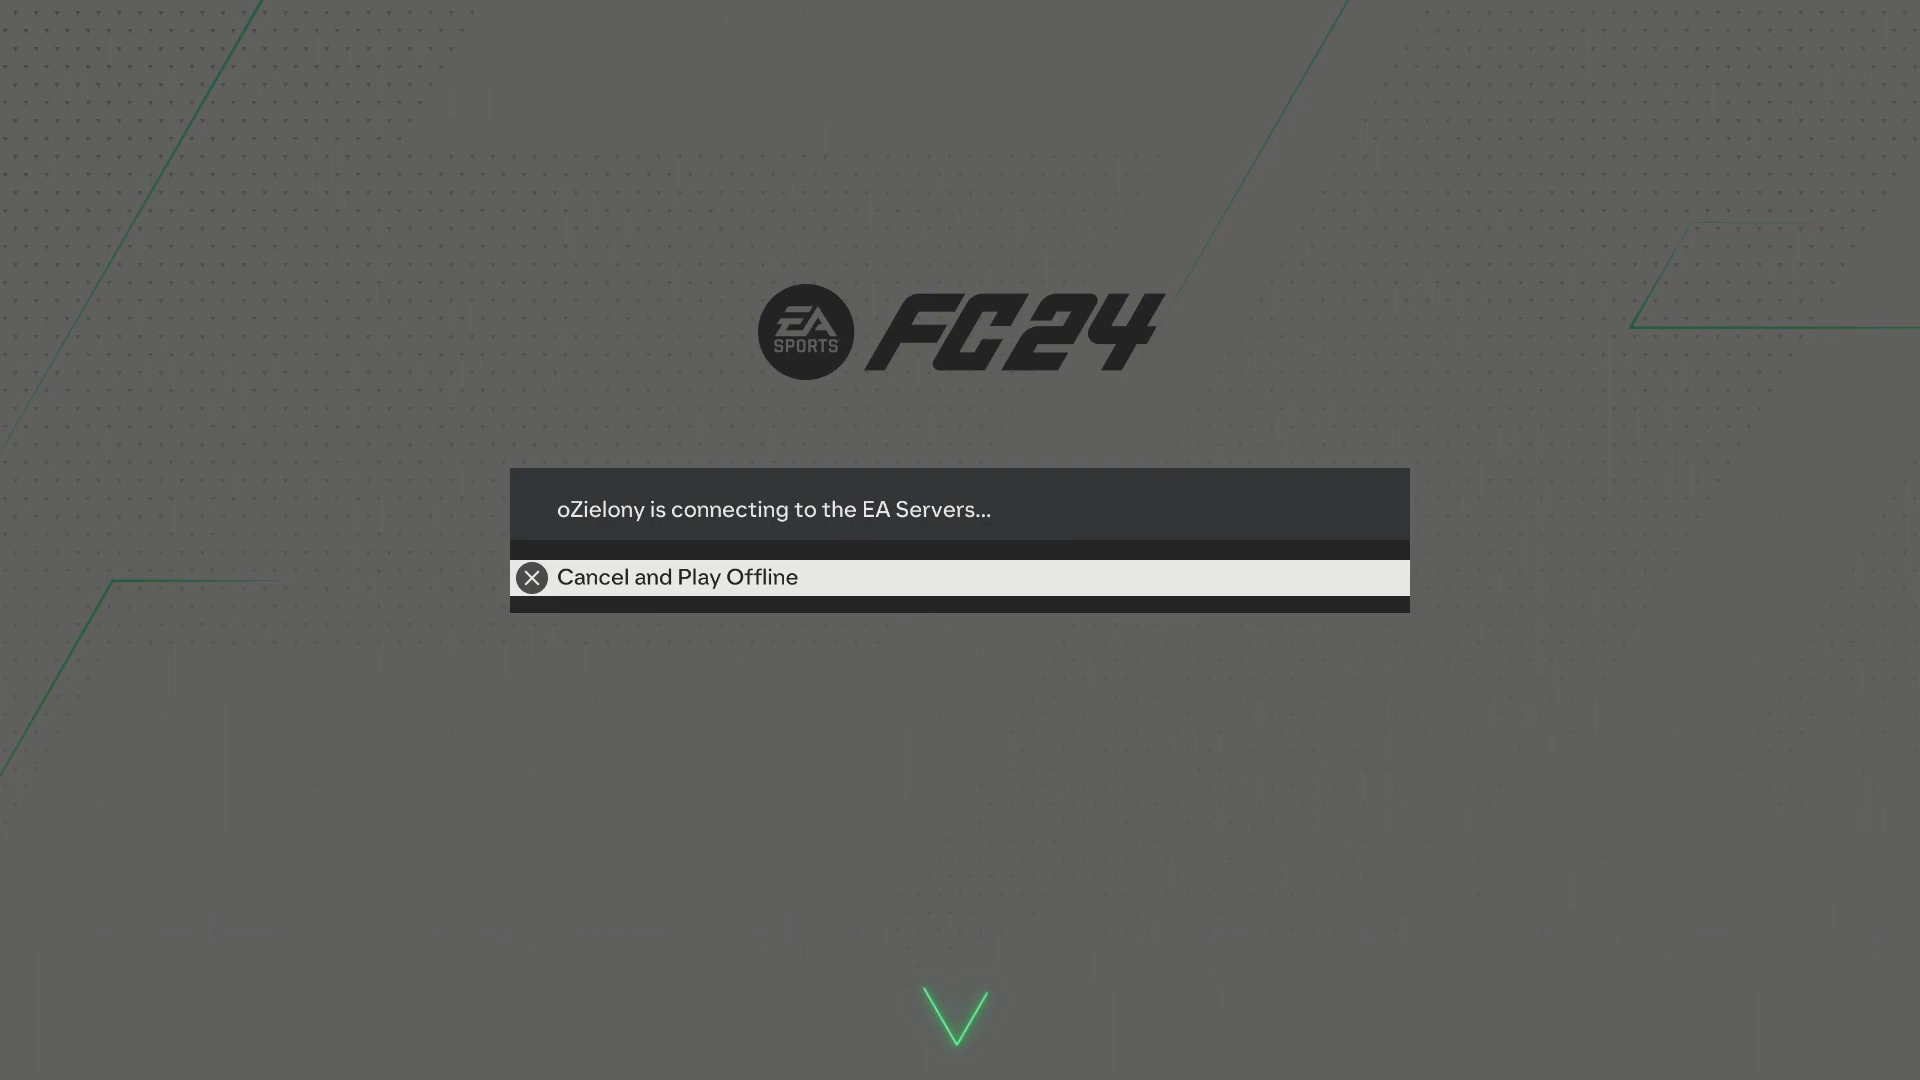 EA
SPORTS
FC24
oZielony is connecting to the EA Servers...
Cancel and Play Offline